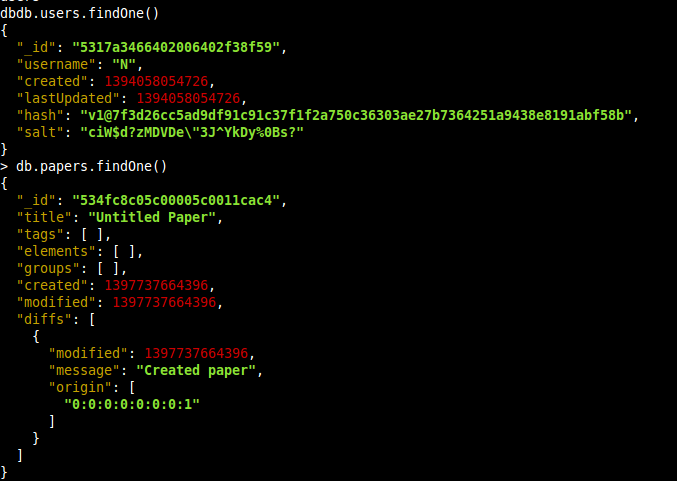 dbdb.users.findOne()
{
  "_id": "5317a3466402006402f38f59",
  "username": "N",
  "created": 1394058054726,
  "lastUpdated": 1394058054726,
  "hash": "v1@7f3d26cc5ad9df91c91c37f1f2a750c36303ae27b7364251a9438e8191abf58b",
  "salt": "ciW$d?zMDVDe\"3J^YkDy%0Bs?"
}
> db.papers.findOne()
{
  "_id": "534fc8c05c00005c0011cac4",
  "title": "Untitled Paper",
  "tags": [ ],
  "elements": [ ],
  "groups": [ ],
  "created": 1397737664396,
  "modified": 1397737664396,
  "diffs": [
    {
      "modified": 1397737664396,
      "message": "Created paper",
      "origin": [
        "0:0:0:0:0:0:0:1"
      ]
    }
  ]
}